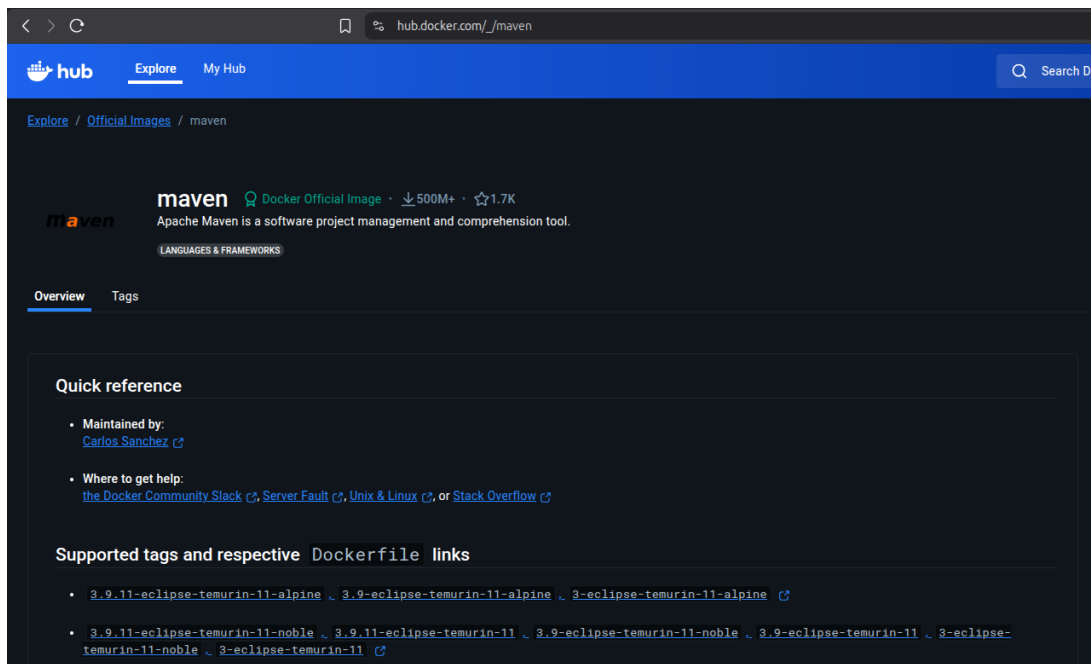 hub.docker.com/_/maven
hub Explore My Hub Search D
Explore / Official Images / maven
maven
maven Docker Official Image · 500M+ · 1.7K
Apache Maven is a software project management and comprehension tool.
LANGUAGES & FRAMEWORKS
Overview Tags
Quick reference
• Maintained by:
Carlos Sanchez
• Where to get help:
the Docker Community Slack, Server Fault, Unix & Linux, or Stack Overflow
Supported tags and respective Dockerfile links
• 3.9.11-eclipse-temurin-11-alpine, 3.9-eclipse-temurin-11-alpine, 3-eclipse-temurin-11-alpine
• 3.9.11-eclipse-temurin-11-noble, 3.9.11-eclipse-temurin-11, 3.9-eclipse-temurin-11-noble, 3.9-eclipse-temurin-11, 3-eclipse-
temurin-11-noble, 3-eclipse-temurin-11